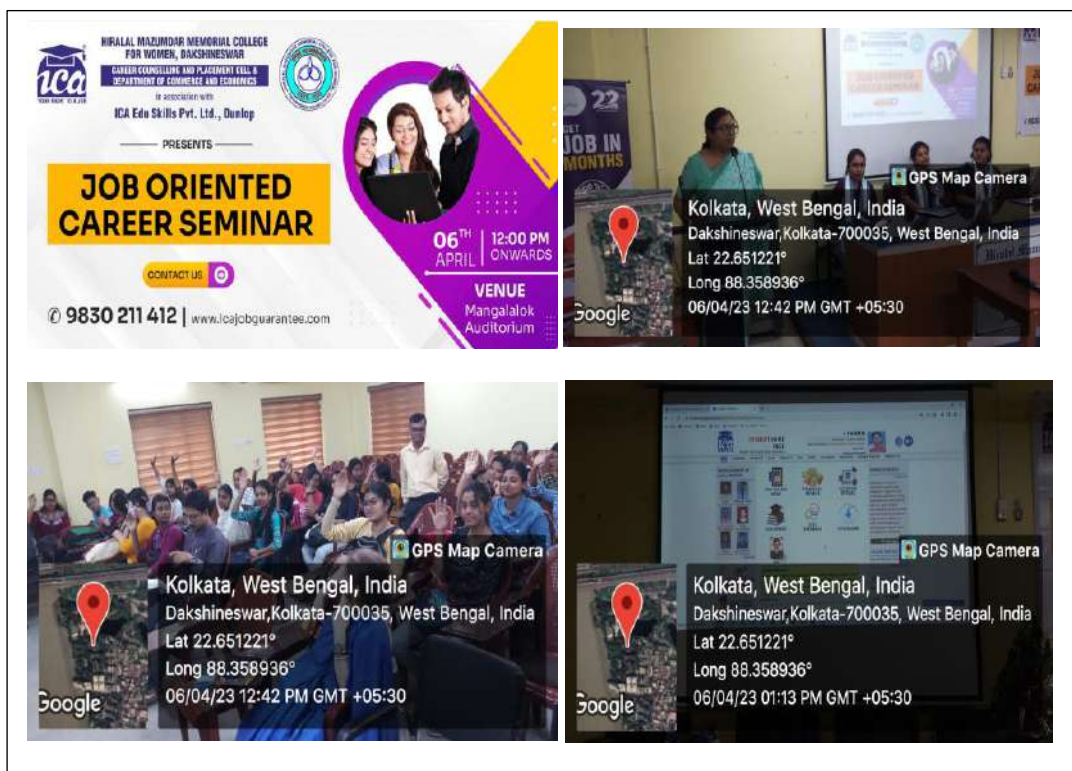 ica
HIRALAL MAZUMDAR MEMORIAL COLLEGE
FOR WOMEN, DAKSHINESWAR
CAREER COUNSELLING AND PLACEMENT CELL &
DEPARTMENT OF COMMERCE AND ECONOMICS
in association with
ICA Edu Skills Pvt. Ltd., Dunlop
PRESENTS
JOB ORIENTED
CAREER SEMINAR
CONTACT US
✆ 9830 211 412 | www.icajobguarantee.com
06TH
APRIL
12:00 PM
ONWARDS
VENUE
Mangalalok
Auditorium
22
GET
JOB IN
MONTHS
GPS Map Camera
Kolkata, West Bengal, India
Dakshineswar,Kolkata-700035, West Bengal, India
Lat 22.651221°
Long 88.358936°
06/04/23 12:42 PM GMT +05:30
Google
GPS Map Camera
Kolkata, West Bengal, India
Dakshineswar,Kolkata-700035, West Bengal, India
Lat 22.651221°
Long 88.358936°
06/04/23 12:42 PM GMT +05:30
Google
GPS Map Camera
Kolkata, West Bengal, India
Dakshineswar,Kolkata-700035, West Bengal, India
Lat 22.651221°
Long 88.358936°
06/04/23 01:13 PM GMT +05:30
Google